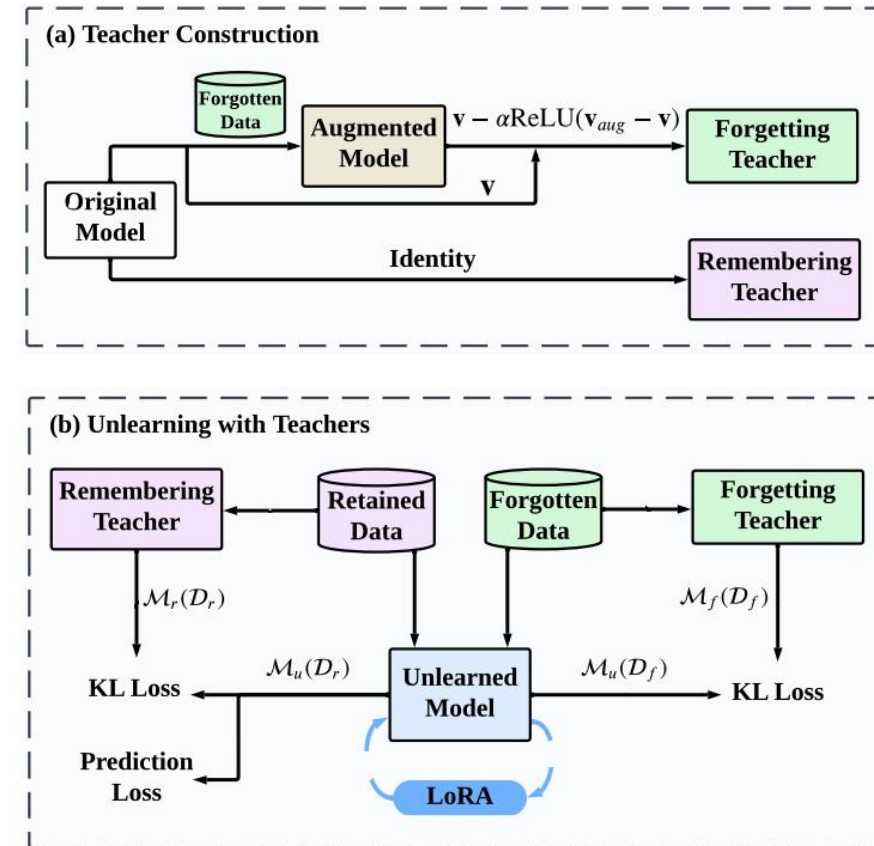 (a) Teacher Construction
Forgotten
Data
Augmented
Model
v − αReLU(v_aug − v)
Forgetting
Teacher
v
Original
Model
Identity
Remembering
Teacher
(b) Unlearning with Teachers
Remembering
Teacher
Retained
Data
Forgotten
Data
Forgetting
Teacher
ℳ_r(𝒟_r)
ℳ_f(𝒟_f)
KL Loss
ℳ_u(𝒟_r)
Unlearned
Model
ℳ_u(𝒟_f)
KL Loss
Prediction
Loss
LoRA